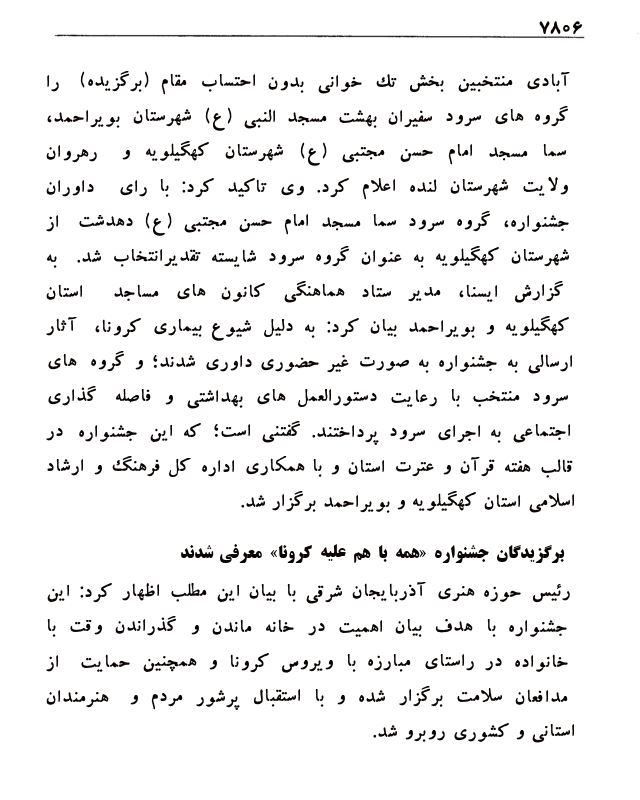 ۷۸۰۶
آبادی منتخبین بخش تك خوانی بدون احتساب مقام (برگزیده) را
گروه های سرود سفیران بهشت مسجد النبی (ع) شهرستان بویراحمد،
سما مسجد امام حسن مجتبی (ع) شهرستان کهگیلویه و رهروان
ولایت شهرستان لنده اعلام کرد. وی تاکید کرد: با رای داوران
جشنواره، گروه سرود سما مسجد امام حسن مجتبی (ع) دهدشت از
شهرستان کهگیلویه به عنوان گروه سرود شایسته تقدیرانتخاب شد. به
گزارش ایسنا، مدیر ستاد هماهنگی کانون های مساجد استان
کهگیلویه و بویراحمد بیان کرد: به دلیل شیوع بیماری کرونا، آثار
ارسالی به جشنواره به صورت غیر حضوری داوری شدند؛ و گروه های
سرود منتخب با رعایت دستورالعمل های بهداشتی و فاصله گذاری
اجتماعی به اجرای سرود پرداختند. گفتنی است؛ که این جشنواره در
قالب هفته قرآن و عترت استان و با همکاری اداره کل فرهنگ و ارشاد
اسلامی استان کهگیلویه و بویراحمد برگزار شد.
برگزیدگان جشنواره «همه با هم علیه کرونا» معرفی شدند
رئیس حوزه هنری آذربایجان شرقی با بیان این مطلب اظهار کرد: این
جشنواره با هدف بیان اهمیت در خانه ماندن و گذراندن وقت با
خانواده در راستای مبارزه با ویروس کرونا و همچنین حمایت از
مدافعان سلامت برگزار شده و با استقبال پرشور مردم و هنرمندان
استانی و کشوری روبرو شد.